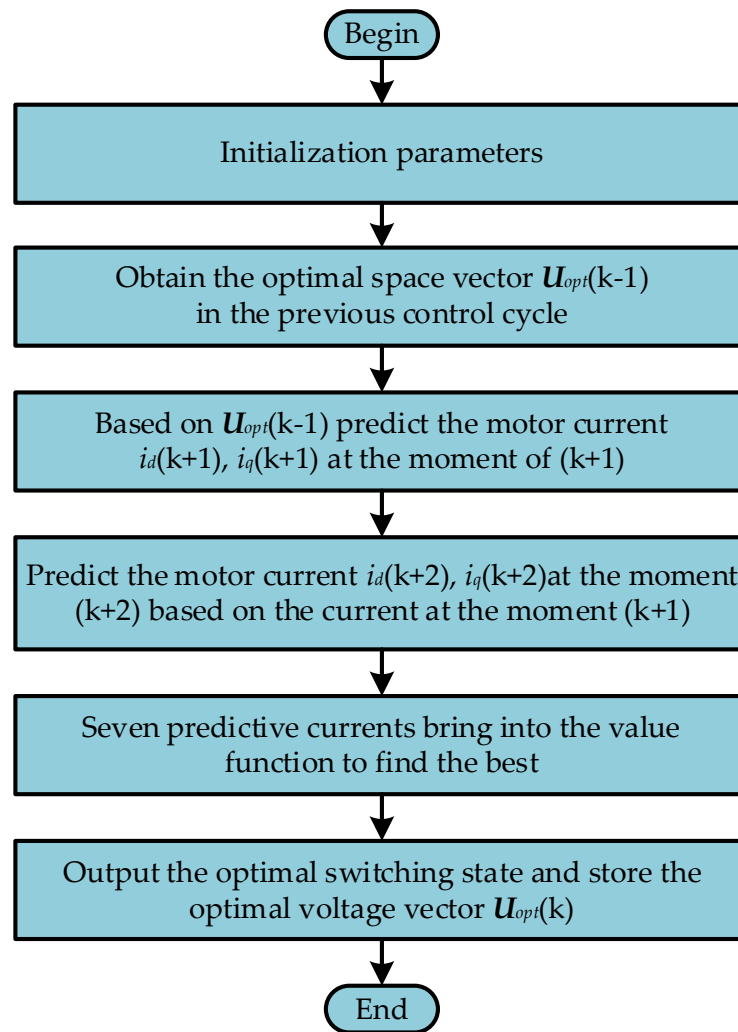 Begin
Initialization parameters
Obtain the optimal space vector Uopt(k-1)
in the previous control cycle
Based on Uopt(k-1) predict the motor current
id(k+1), iq(k+1) at the moment of (k+1)
Predict the motor current id(k+2), iq(k+2)at the moment
(k+2) based on the current at the moment (k+1)
Seven predictive currents bring into the value
function to find the best
Output the optimal switching state and store the
optimal voltage vector Uopt(k)
End